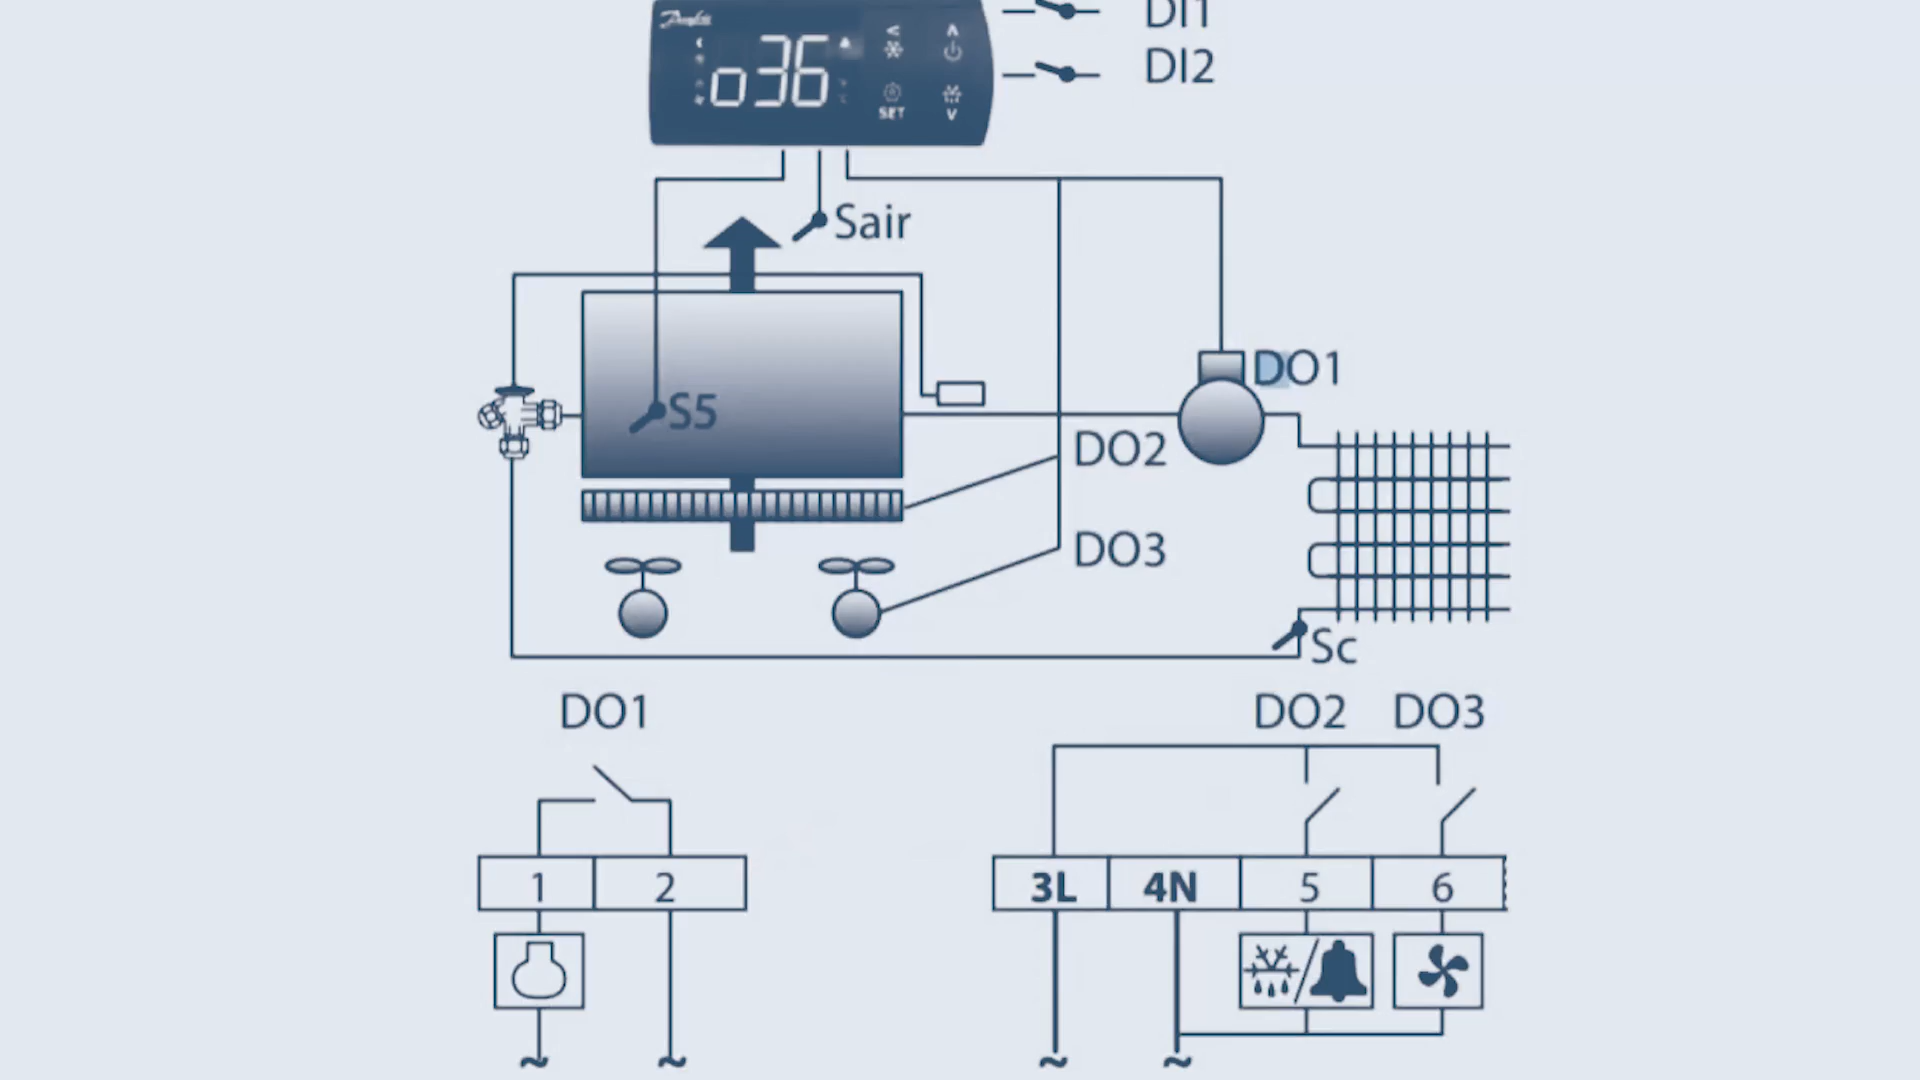 DI1
Danfoss
o36
SET
DI2
Sair
DO1
S5
DO2
DO3
Sc
DO1
DO2 DO3
1 2
3L 4N 5 6